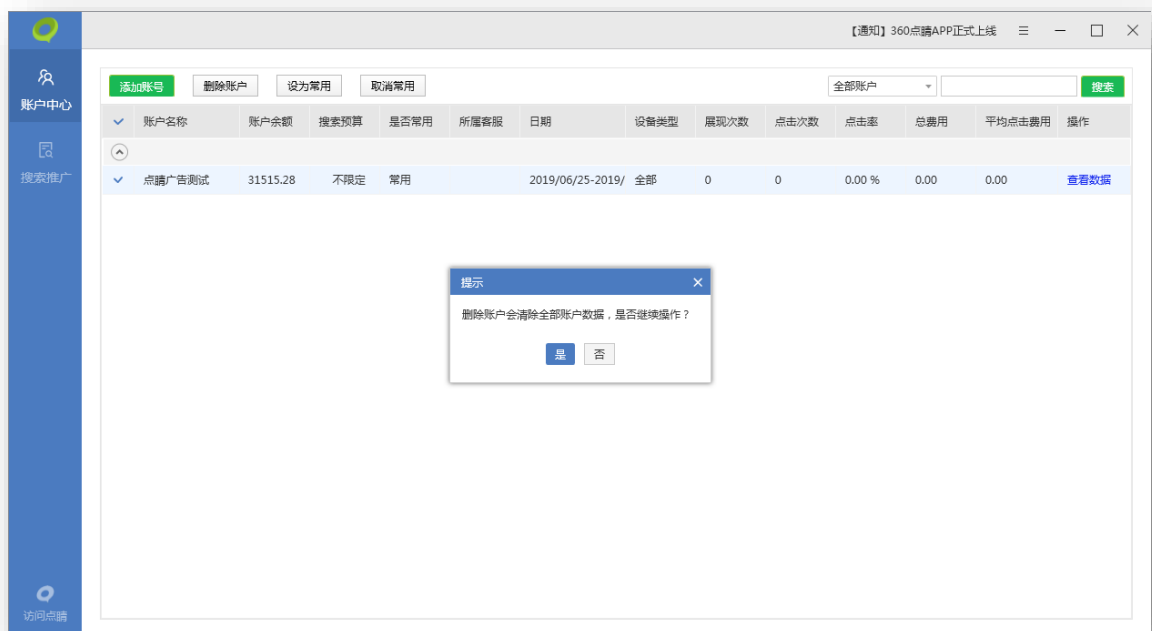 【通知】360点睛APP正式上线
账户中心
搜索推广
访问点睛
添加账号 删除账户 设为常用 取消常用 全部账户 搜索
账户名称 账户余额 搜索预算 是否常用 所属客服 日期 设备类型 展现次数 点击次数 点击率 总费用 平均点击费用 操作
点睛广告测试 31515.28 不限定 常用 2019/06/25-2019/ 全部 0 0 0.00 % 0.00 0.00 查看数据
提示
删除账户会清除全部账户数据，是否继续操作？
是 否